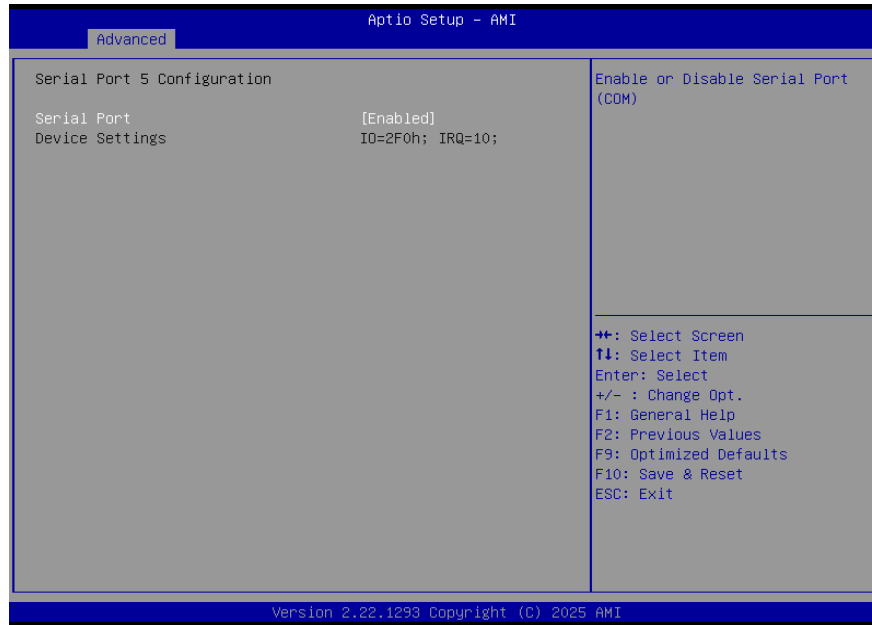 Aptio Setup – AMI
Advanced
Serial Port 5 Configuration
Serial Port [Enabled]
Device Settings IO=2F0h; IRQ=10;
Enable or Disable Serial Port
(COM)
→←: Select Screen
↑↓: Select Item
Enter: Select
+/- : Change Opt.
F1: General Help
F2: Previous Values
F9: Optimized Defaults
F10: Save & Reset
ESC: Exit
Version 2.22.1293 Copyright (C) 2025 AMI